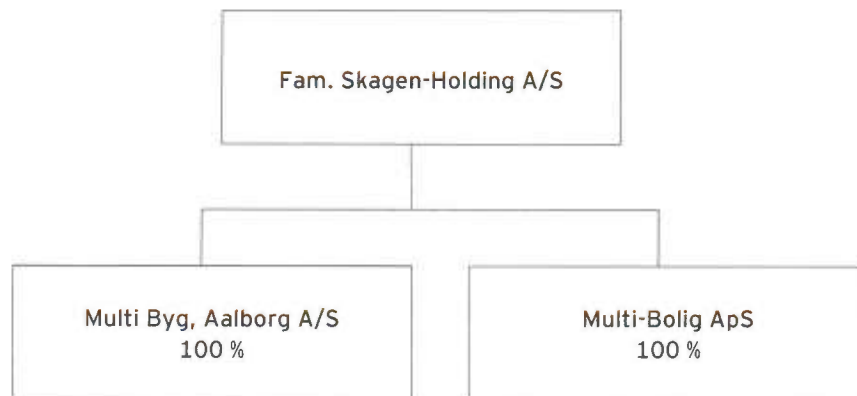 Fam. Skagen-Holding A/S
Multi Byg, Aalborg A/S
100 %
Multi-Bolig ApS
100 %